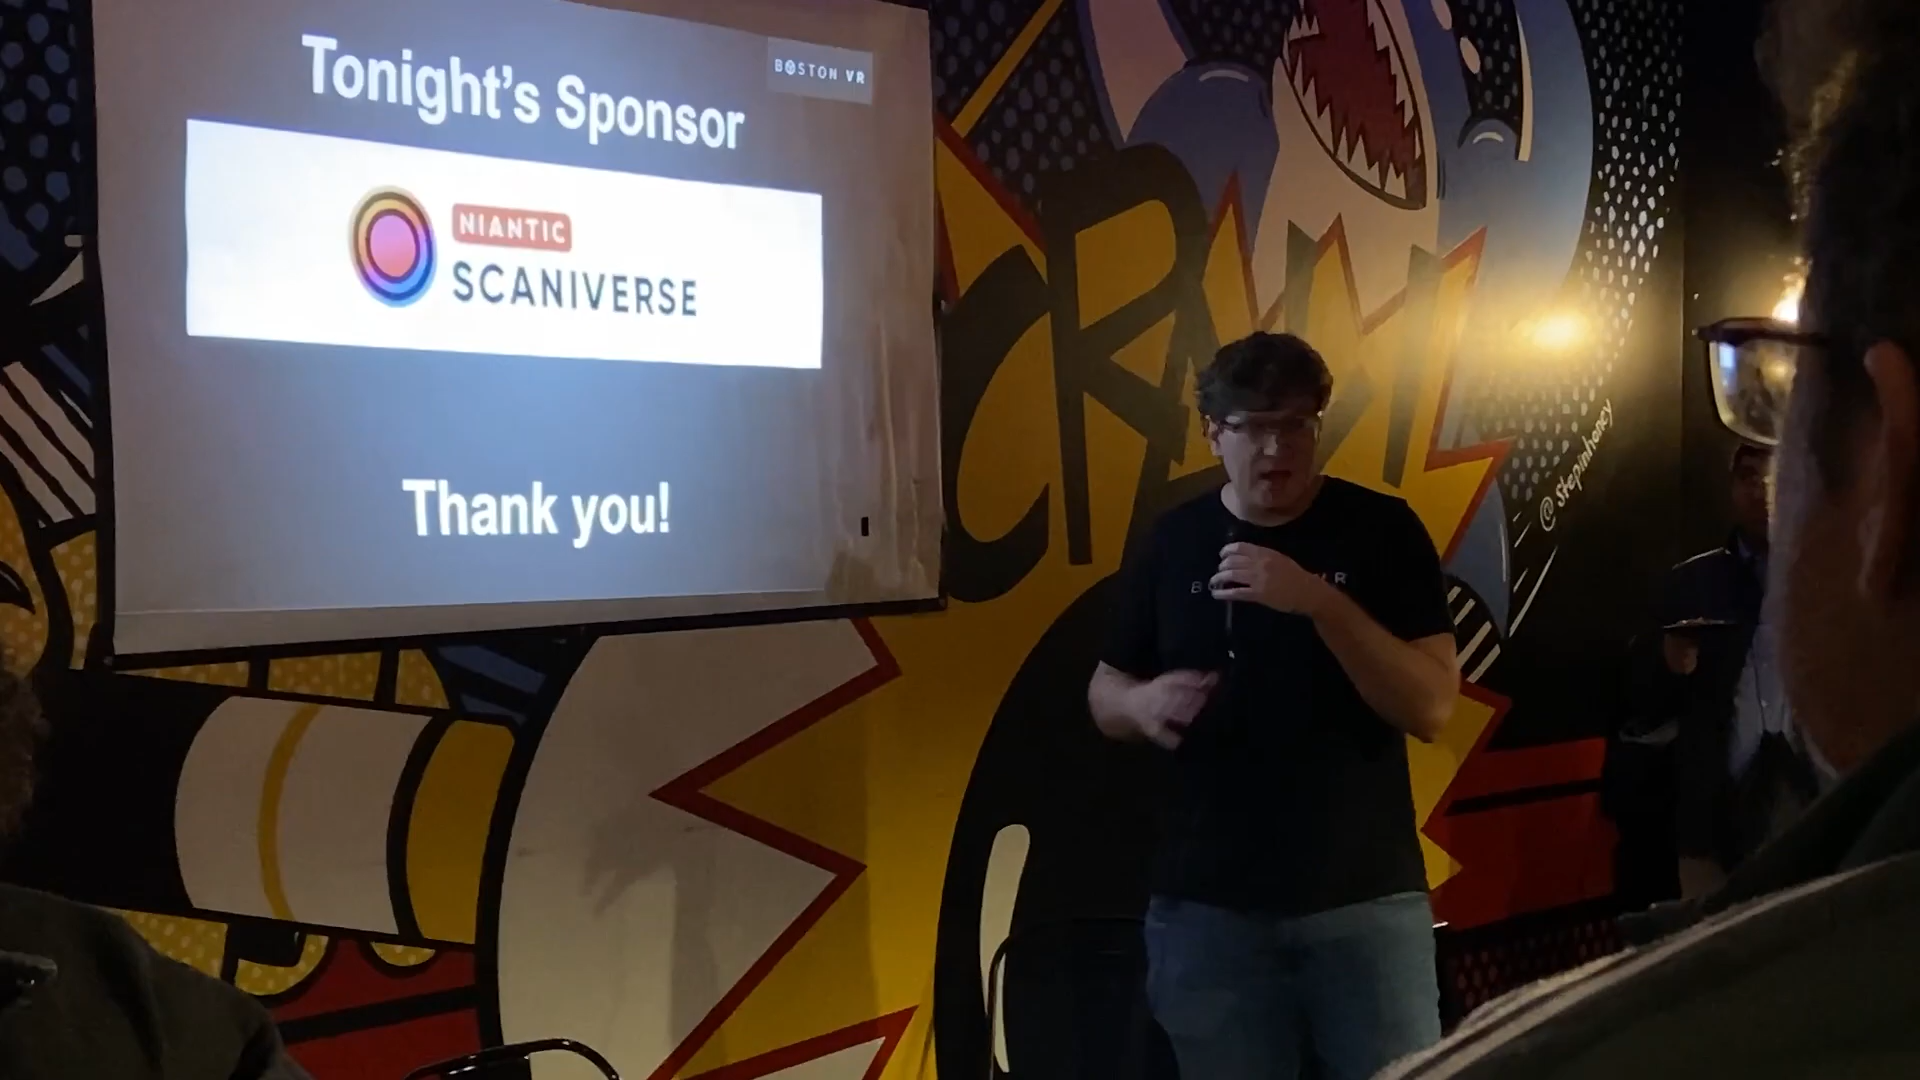 Tonight's Sponsor
BOSTON VR
NIANTIC
SCANIVERSE
Thank you!
@stepinhoney